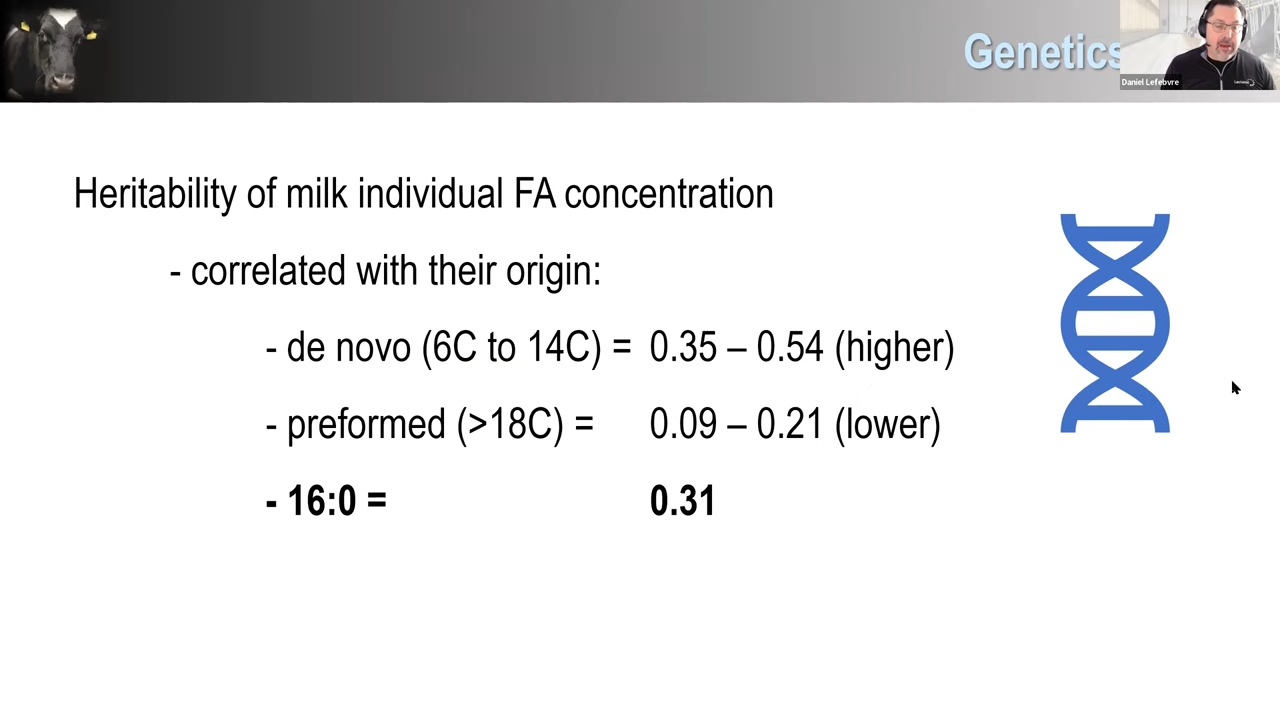 Genetics
Daniel Lefebvre
Heritability of milk individual FA concentration
- correlated with their origin:
- de novo (6C to 14C) = 0.35 – 0.54 (higher)
- preformed (>18C) = 0.09 – 0.21 (lower)
- 16:0 = 0.31